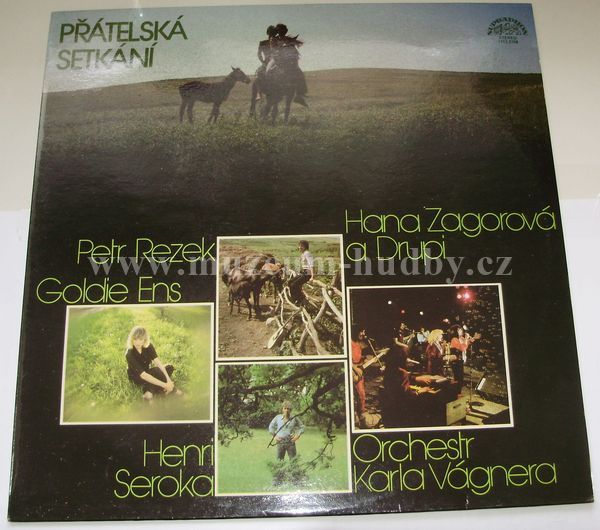 PŘÁTELSKÁ
SETKÁNÍ
SUPRAPHON
STEREO
Hana Zagorová
a Drupi
Petr Rezek
Goldie Ens
www.muzeum-hudby.cz
Henri
Seroka
Orchestr
Karla Vágnera